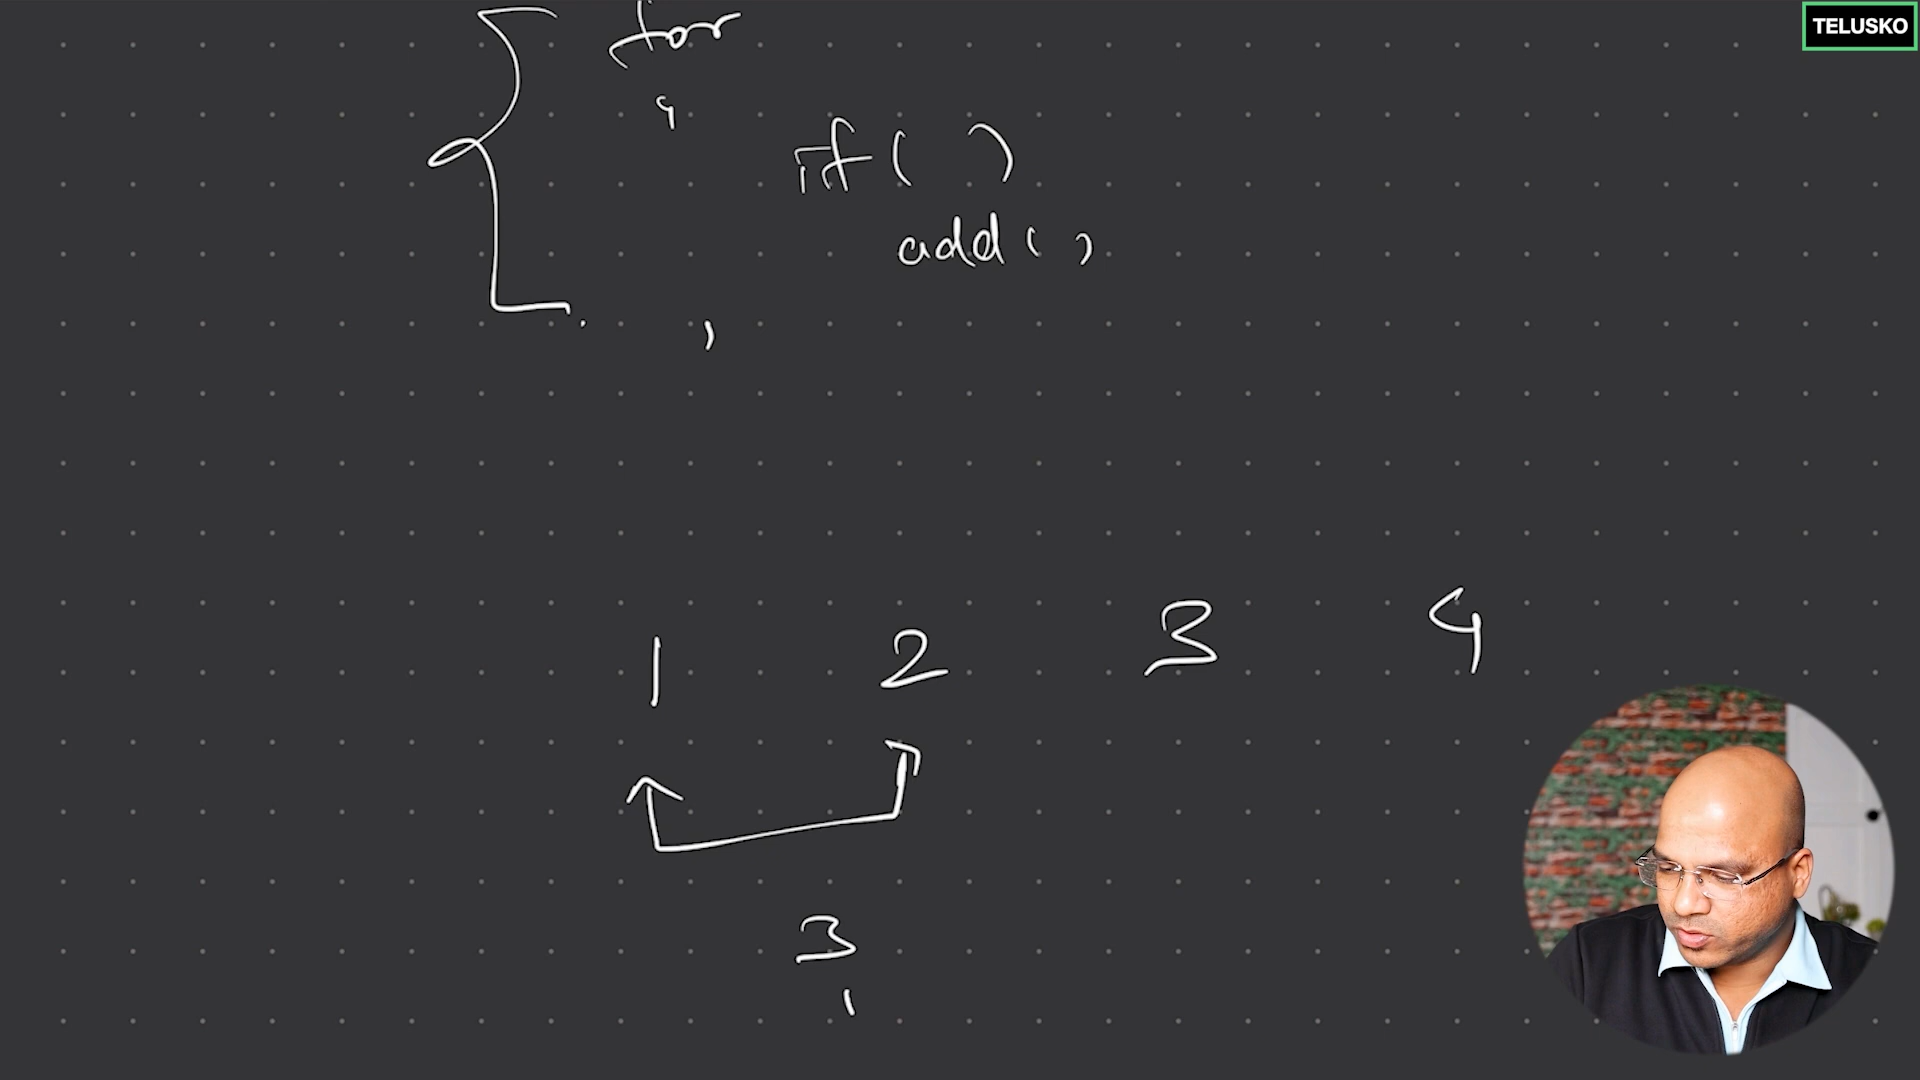 TELUSKO
for
{
if ( )
add ( )
}
1 2 3 4
3